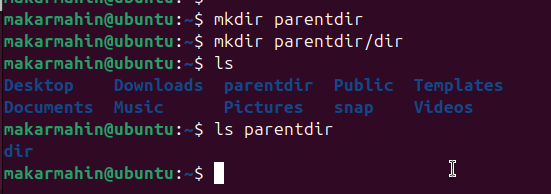 makarmahin@ubuntu:~$ mkdir parentdir
makarmahin@ubuntu:~$ mkdir parentdir/dir
makarmahin@ubuntu:~$ ls
Desktop Downloads parentdir Public Templates
Documents Music Pictures snap Videos
makarmahin@ubuntu:~$ ls parentdir
dir
makarmahin@ubuntu:~$